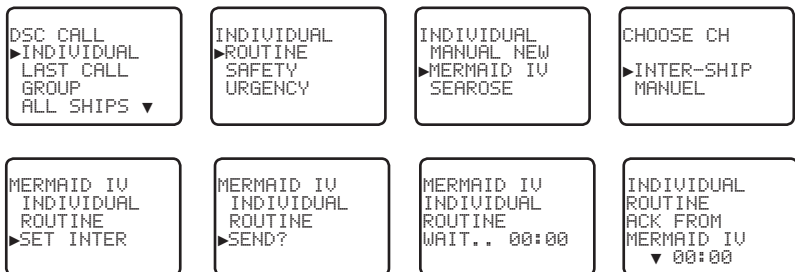 DSC CALL
►INDIVIDUAL
LAST CALL
GROUP
ALL SHIPS ▼
INDIVIDUAL
►ROUTINE
SAFETY
URGENCY
INDIVIDUAL
MANUAL NEW
►MERMAID IV
SEAROSE
CHOOSE CH
►INTER-SHIP
MANUEL
MERMAID IV
INDIVIDUAL
ROUTINE
►SET INTER
MERMAID IV
INDIVIDUAL
ROUTINE
►SEND?
MERMAID IV
INDIVIDUAL
ROUTINE
WAIT.. 00:00
INDIVIDUAL
ROUTINE
ACK FROM
MERMAID IV
▼ 00:00